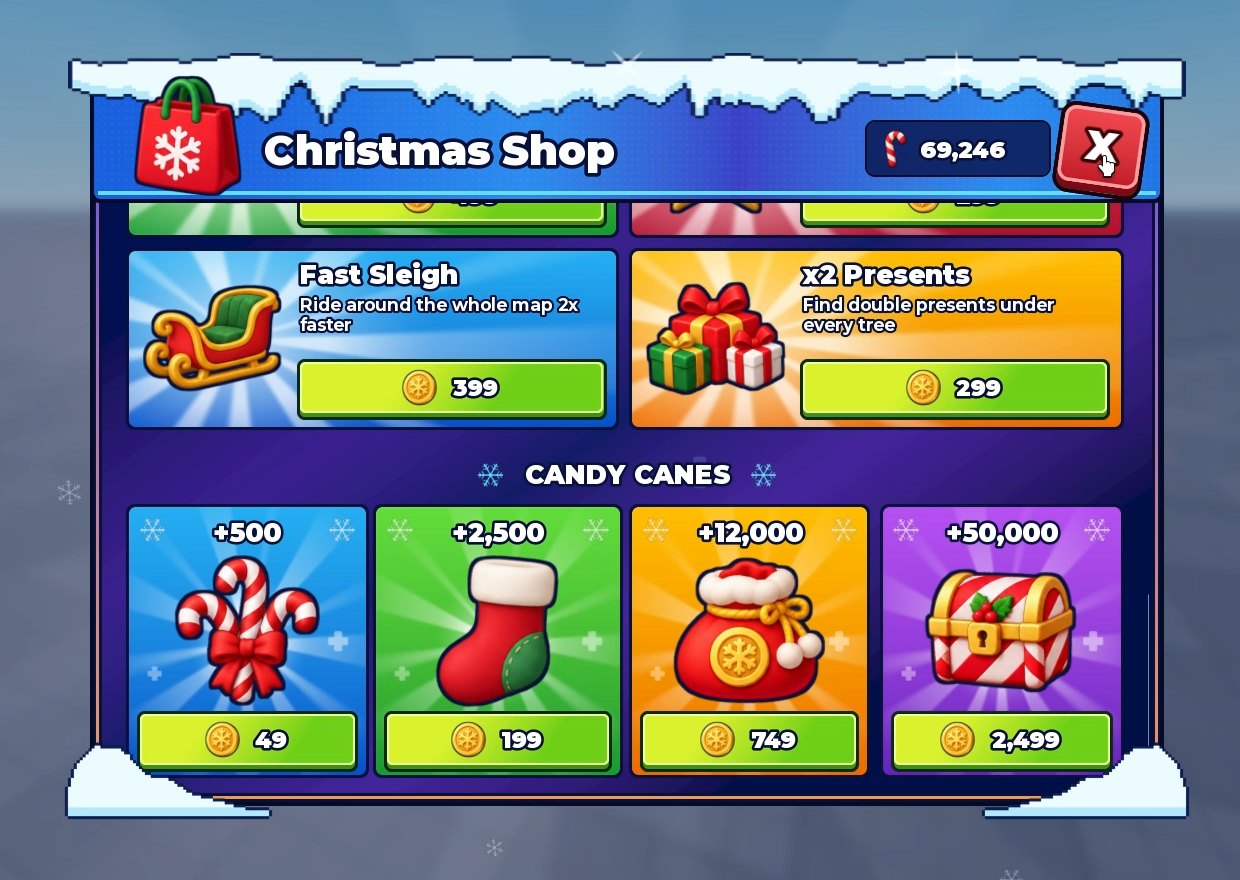 Christmas Shop
69,246
X
Fast Sleigh
Ride around the whole map 2x
faster
399
x2 Presents
Find double presents under
every tree
299
CANDY CANES
+500
+2,500
+12,000
+50,000
49
199
749
2,499